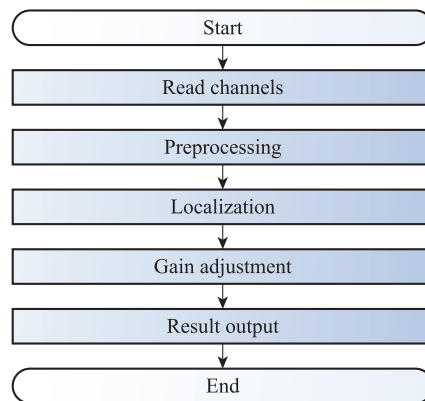 Start
Read channels
Preprocessing
Localization
Gain adjustment
Result output
End